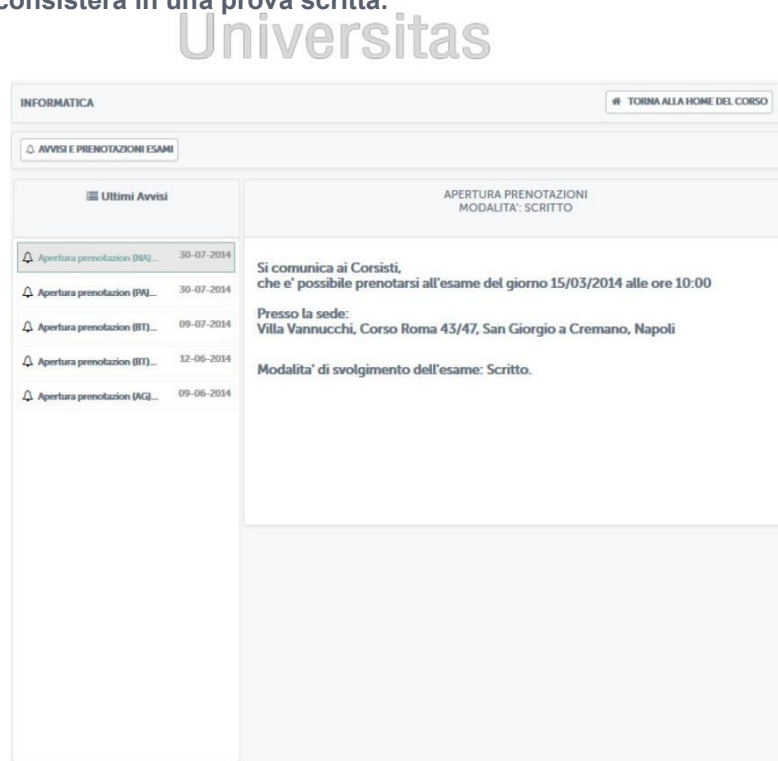 consisterà in una prova scritta.
Universitas
INFORMATICA
TORNA ALLA HOME DEL CORSO
AVVISI E PRENOTAZIONI ESAMI
Ultimi Avvisi
Apertura prenotazion (NA)... 30-07-2014
Apertura prenotazion (PA)... 30-07-2014
Apertura prenotazion (BT)... 09-07-2014
Apertura prenotazion (BT)... 12-06-2014
Apertura prenotazion (AG)... 09-06-2014
APERTURA PRENOTAZIONI
MODALITA': SCRITTO
Si comunica ai Corsisti,
che e' possibile prenotarsi all'esame del giorno 15/03/2014 alle ore 10:00
Presso la sede:
Villa Vannucchi, Corso Roma 43/47, San Giorgio a Cremano, Napoli
Modalita' di svolgimento dell'esame: Scritto.